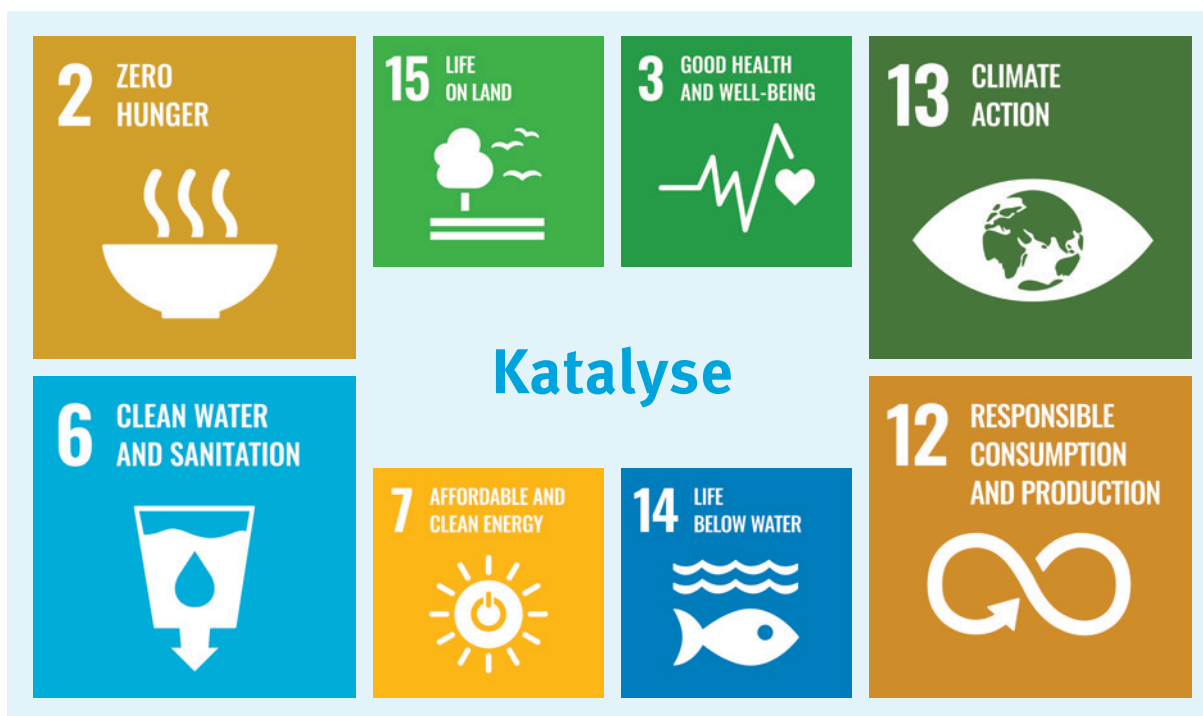 2 ZERO
HUNGER
15 LIFE
ON LAND
3 GOOD HEALTH
AND WELL-BEING
13 CLIMATE
ACTION
Katalyse
6 CLEAN WATER
AND SANITATION
7 AFFORDABLE AND
CLEAN ENERGY
14 LIFE
BELOW WATER
12 RESPONSIBLE
CONSUMPTION
AND PRODUCTION